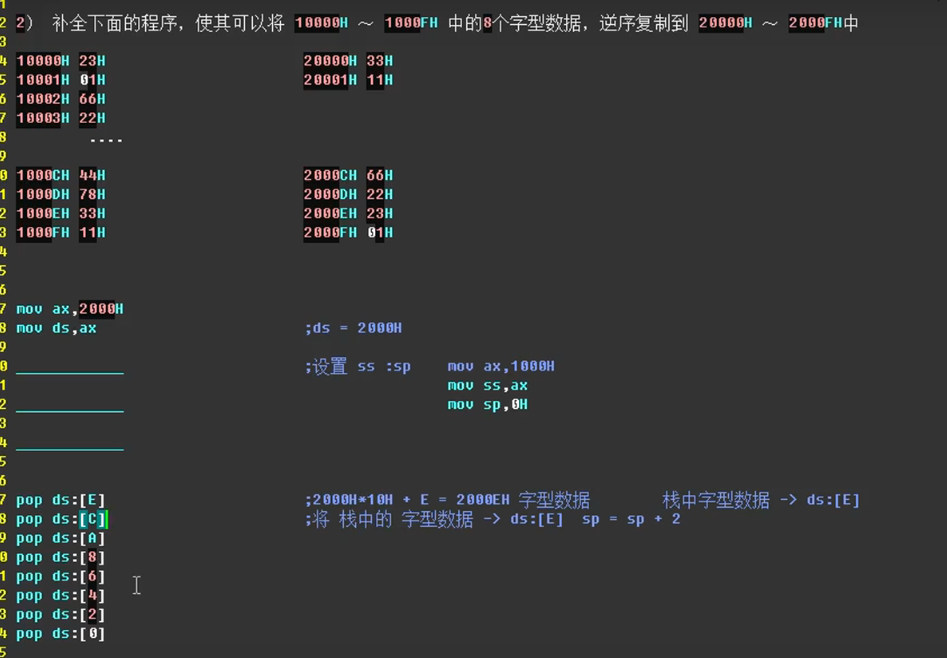 1
2 2） 补全下面的程序，使其可以将 10000H ～ 1000FH 中的8个字型数据，逆序复制到 20000H ～ 2000FH中
3
4 10000H 23H 20000H 33H
5 10001H 01H 20001H 11H
6 10002H 66H
7 10003H 22H
8 ....
9
0 1000CH 44H 2000CH 66H
1 1000DH 78H 2000DH 22H
2 1000EH 33H 2000EH 23H
3 1000FH 11H 2000FH 01H
4
5
6
7 mov ax,2000H
8 mov ds,ax ;ds = 2000H
9
0 ____________ ;设置 ss :sp mov ax,1000H
1 mov ss,ax
2 ____________ mov sp,0H
3
4 ____________
5
6
7 pop ds:[E] ;2000H*10H + E = 2000EH 字型数据 栈中字型数据 -> ds:[E]
8 pop ds:[C] ;将 栈中的 字型数据 -> ds:[E] sp = sp + 2
9 pop ds:[A]
0 pop ds:[8]
1 pop ds:[6]
2 pop ds:[4]
3 pop ds:[2]
4 pop ds:[0]
5